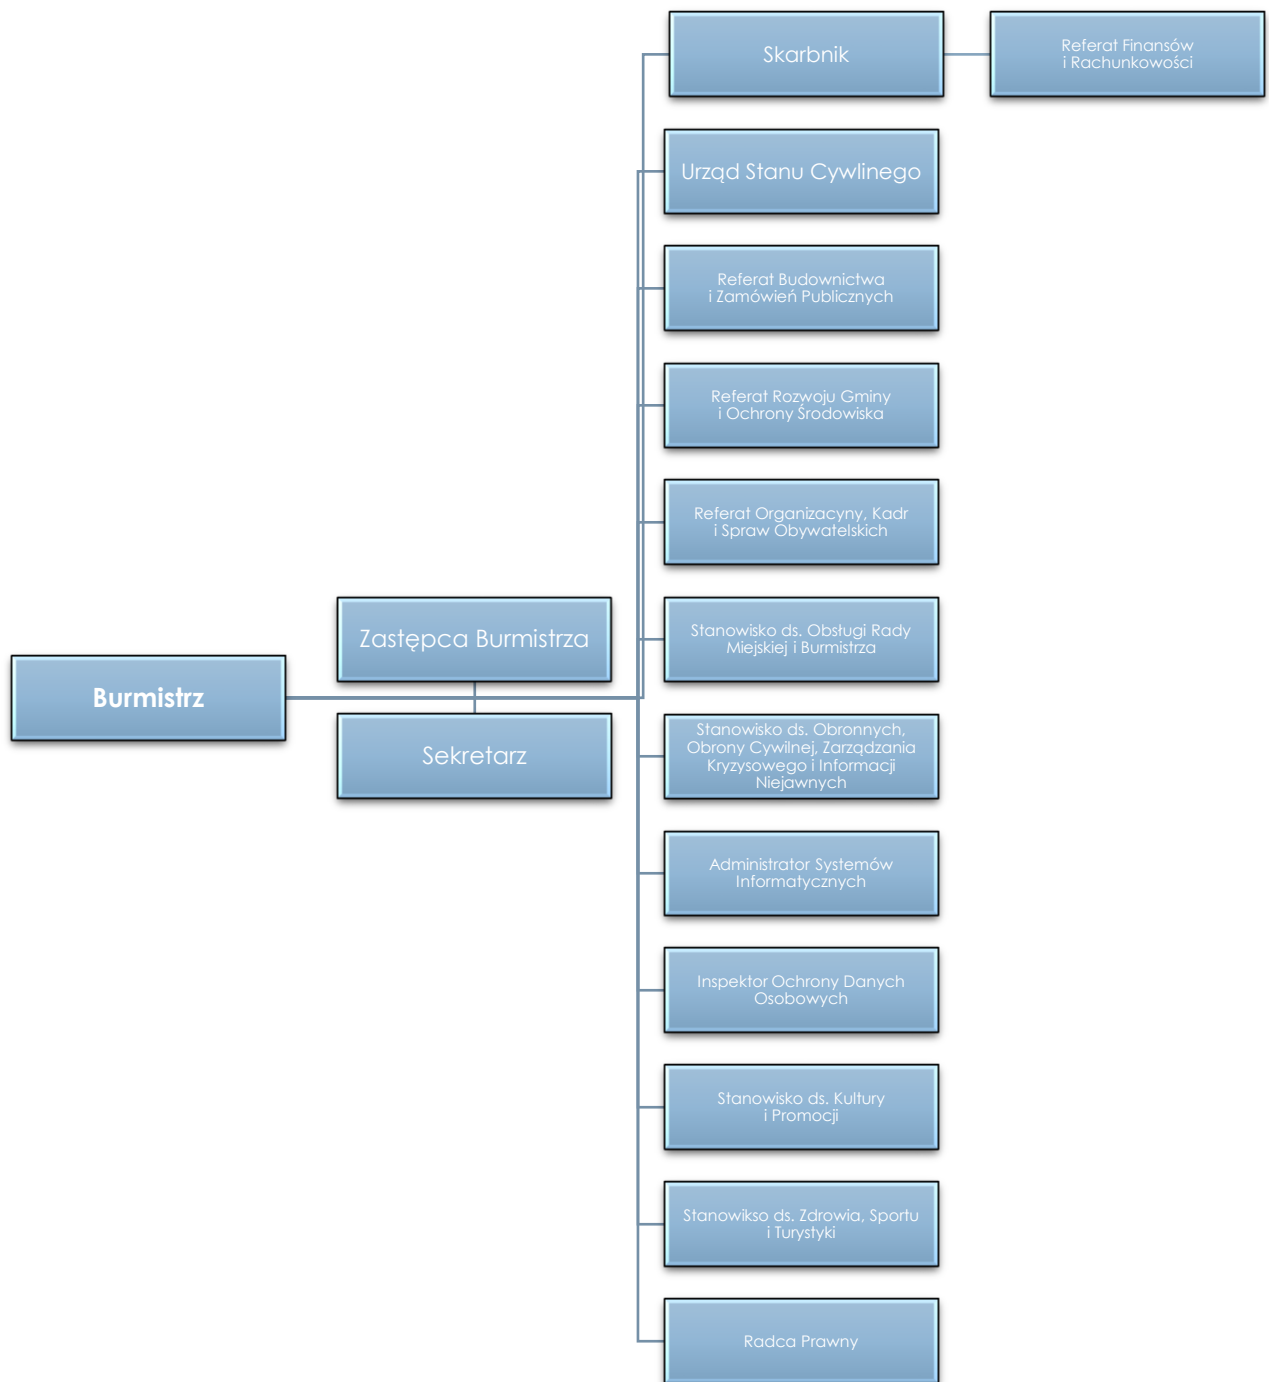 Skarbnik
Referat Finansów
i Rachunkowości
Urząd Stanu Cywlinego
Referat Budownictwa
i Zamówień Publicznych
Referat Rozwoju Gminy
i Ochrony Środowiska
Referat Organizacyny, Kadr
i Spraw Obywatelskich
Zastępca Burmistrza
Stanowisko ds. Obsługi Rady
Miejskiej i Burmistrza
Burmistrz
Sekretarz
Stanowisko ds. Obronnych,
Obrony Cywilnej, Zarządzania
Kryzysowego i Informacji
Niejawnych
Administrator Systemów
Informatycznych
Inspektor Ochrony Danych
Osobowych
Stanowisko ds. Kultury
i Promocji
Stanowikso ds. Zdrowia, Sportu
i Turystyki
Radca Prawny